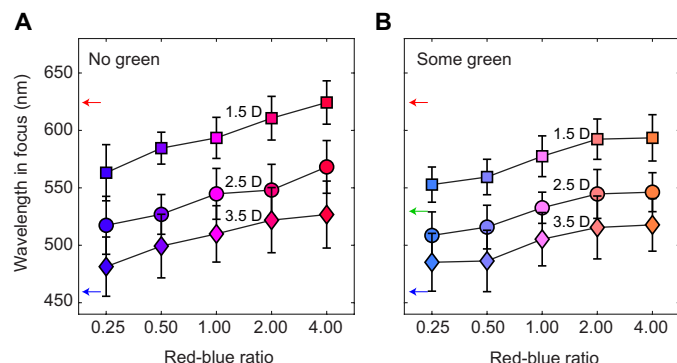 A
B
No green
Some green
Wavelength in focus (nm)
650
600
550
500
450
1.5 D
2.5 D
3.5 D
1.5 D
2.5 D
3.5 D
0.25 0.50 1.00 2.00 4.00
0.25 0.50 1.00 2.00 4.00
Red-blue ratio
Red-blue ratio